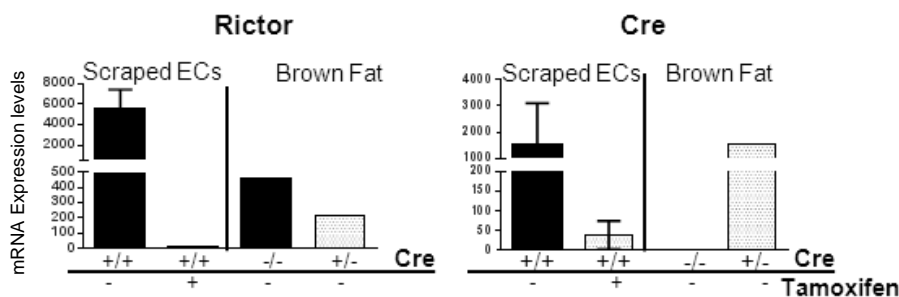 Rictor
Cre
Scraped ECs
Brown Fat
Scraped ECs
Brown Fat
mRNA Expression levels
8000
6000
4000
2000
500
400
300
200
100
0
4000
3000
2000
1000
200
150
100
50
0
+/+ +/+ -/- +/- Cre
+/+ +/+ -/- +/- Cre
- + - -
- + - - Tamoxifen